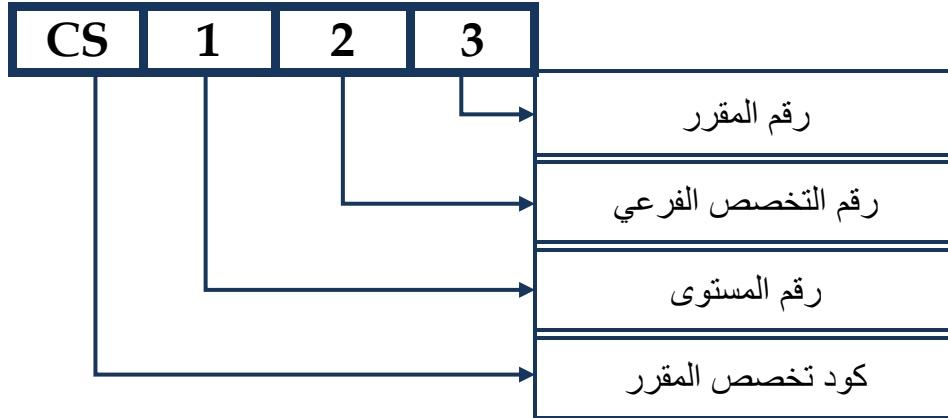 CS 1 2 3
رقم المقرر
رقم التخصص الفرعي
رقم المستوى
كود تخصص المقرر